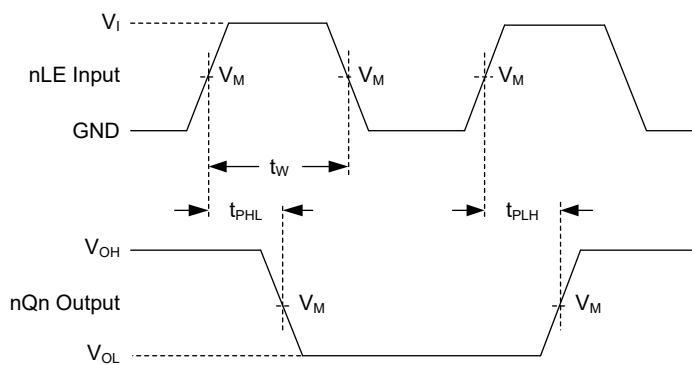 V_I
nLE Input
V_M
V_M
V_M
GND
t_W
t_PHL
t_PLH
V_OH
nQn Output
V_M
V_M
V_OL